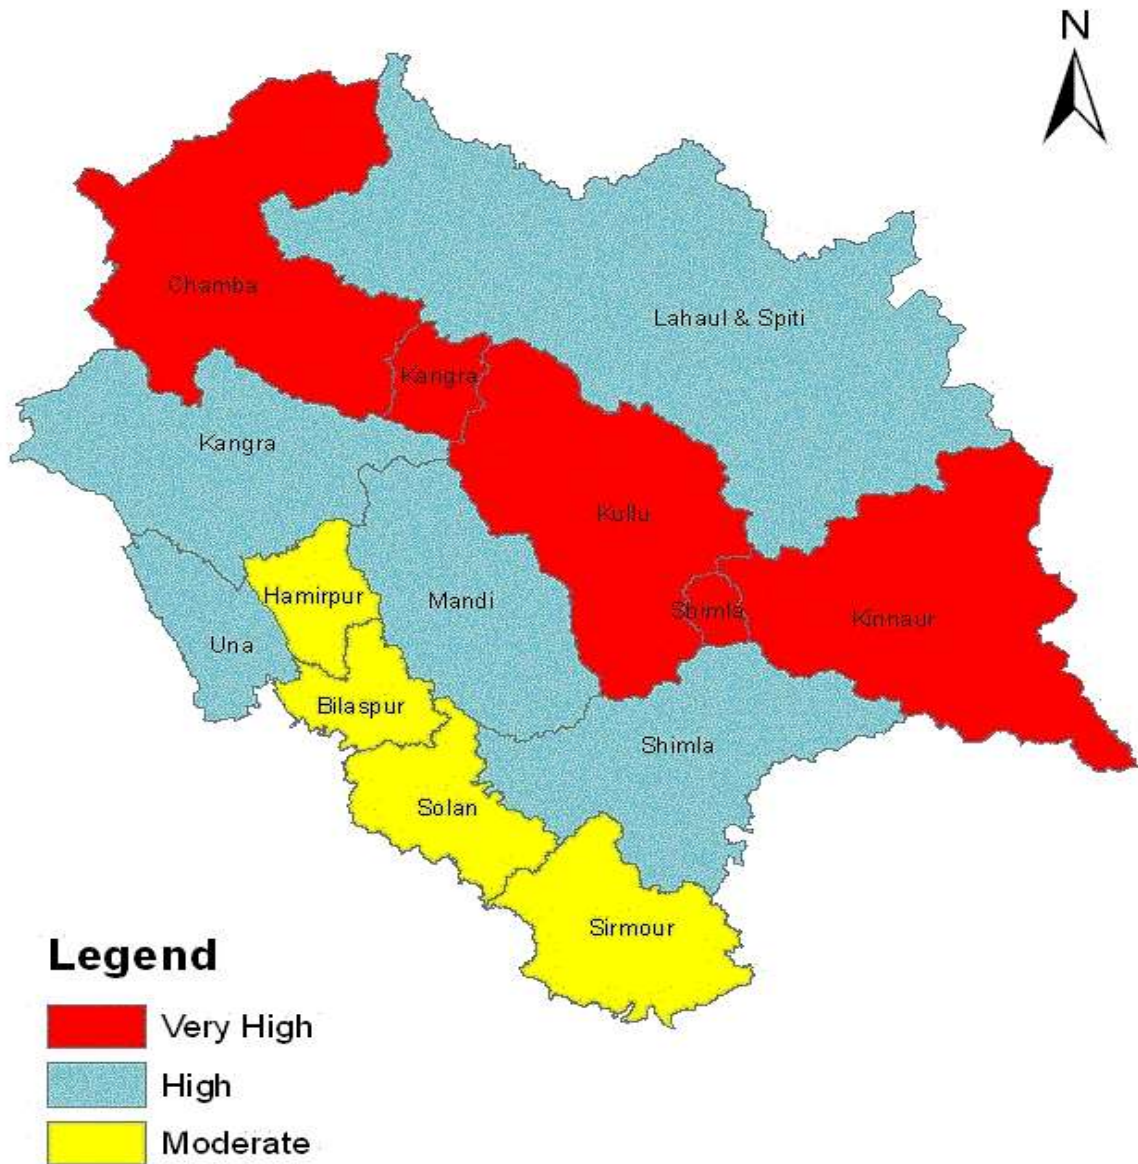 N
Chamba
Lahaul & Spiti
Kangra
Kangra
Kullu
Hamirpur
Mandi
Shimla
Kinnaur
Una
Bilaspur
Shimla
Solan
Sirmour
Legend
Very High
High
Moderate